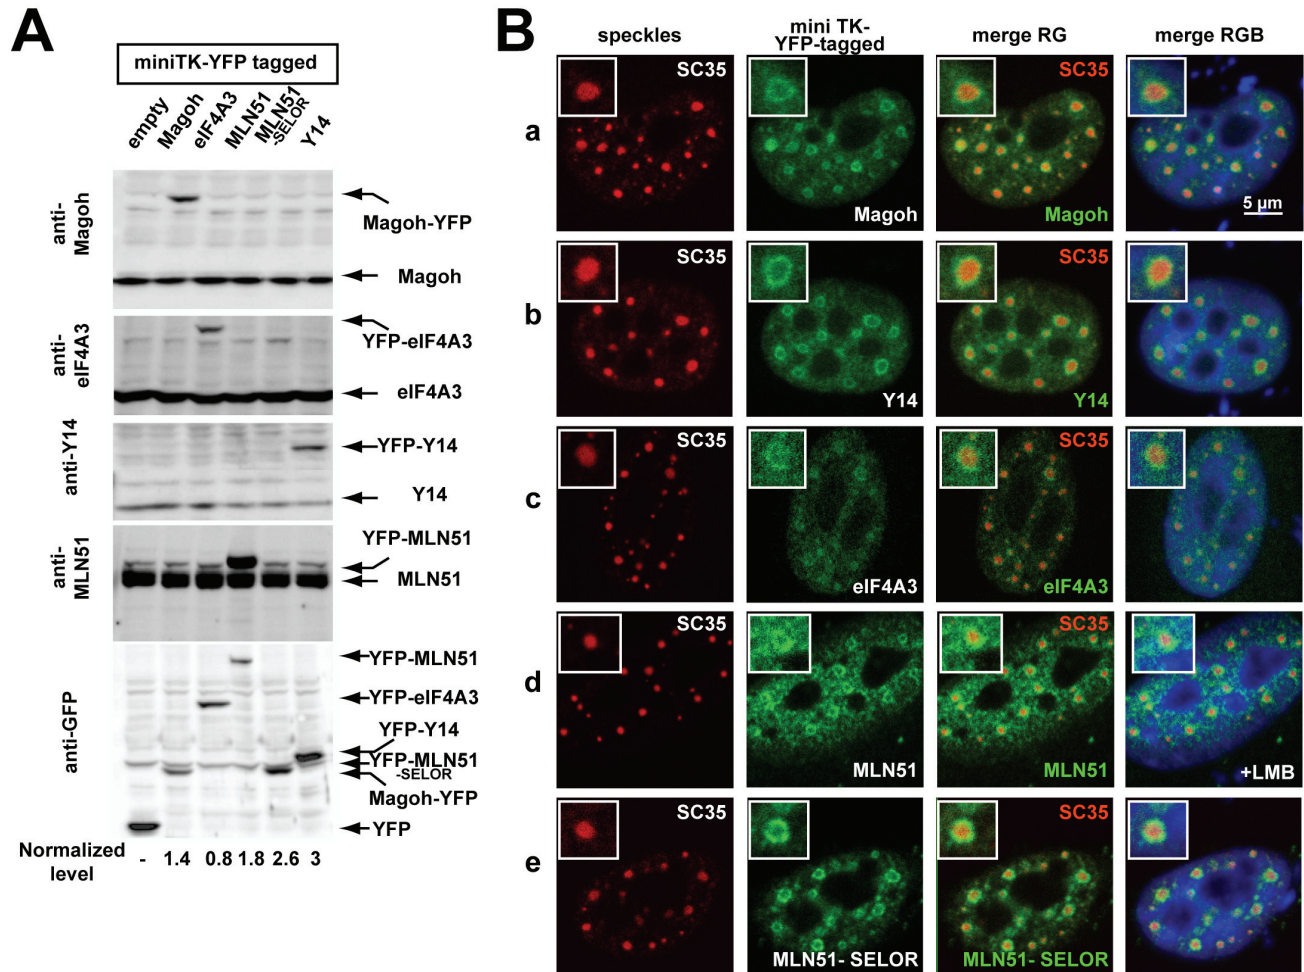 A
miniTK-YFP tagged
empty
Magoh
eIF4A3
MLN51
MLN51
-SELOR
Y14
anti-
Magoh
Magoh-YFP
Magoh
anti-
eIF4A3
YFP-eIF4A3
eIF4A3
anti-Y14
YFP-Y14
Y14
anti-
MLN51
YFP-MLN51
MLN51
anti-GFP
YFP-MLN51
YFP-eIF4A3
YFP-Y14
YFP-MLN51
-SELOR
Magoh-YFP
YFP
Normalized
level
- 1.4 0.8 1.8 2.6 3
B
speckles
mini TK-
YFP-tagged
merge RG
merge RGB
a
SC35
Magoh
SC35
Magoh
5 µm
b
SC35
Y14
SC35
Y14
c
SC35
eIF4A3
SC35
eIF4A3
d
SC35
MLN51
SC35
MLN51
+LMB
e
SC35
MLN51- SELOR
SC35
MLN51- SELOR